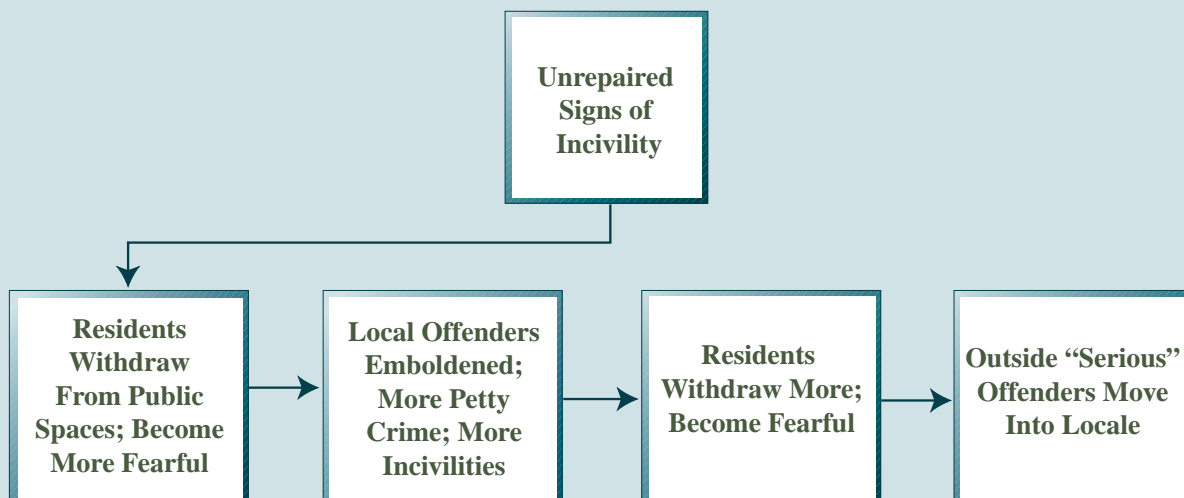 Unrepaired
Signs of
Incivility
Residents
Withdraw
From Public
Spaces; Become
More Fearful
Local Offenders
Emboldened;
More Petty
Crime; More
Incivilities
Residents
Withdraw More;
Become Fearful
Outside “Serious”
Offenders Move
Into Locale